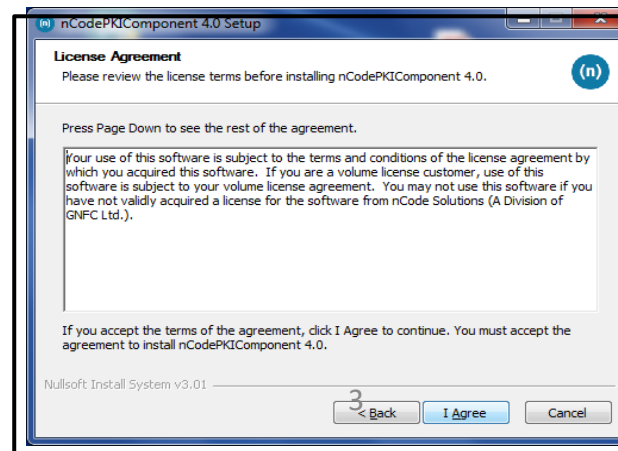 nCodePKIComponent 4.0 Setup
License Agreement
Please review the license terms before installing nCodePKIComponent 4.0.
(n)
Press Page Down to see the rest of the agreement.
Your use of this software is subject to the terms and conditions of the license agreement by
which you acquired this software.  If you are a volume license customer, use of this
software is subject to your volume license agreement.  You may not use this software if you
have not validly acquired a license for the software from nCode Solutions (A Division of
GNFC Ltd.).
If you accept the terms of the agreement, click I Agree to continue. You must accept the
agreement to install nCodePKIComponent 4.0.
Nullsoft Install System v3.01
3
< Back I Agree Cancel